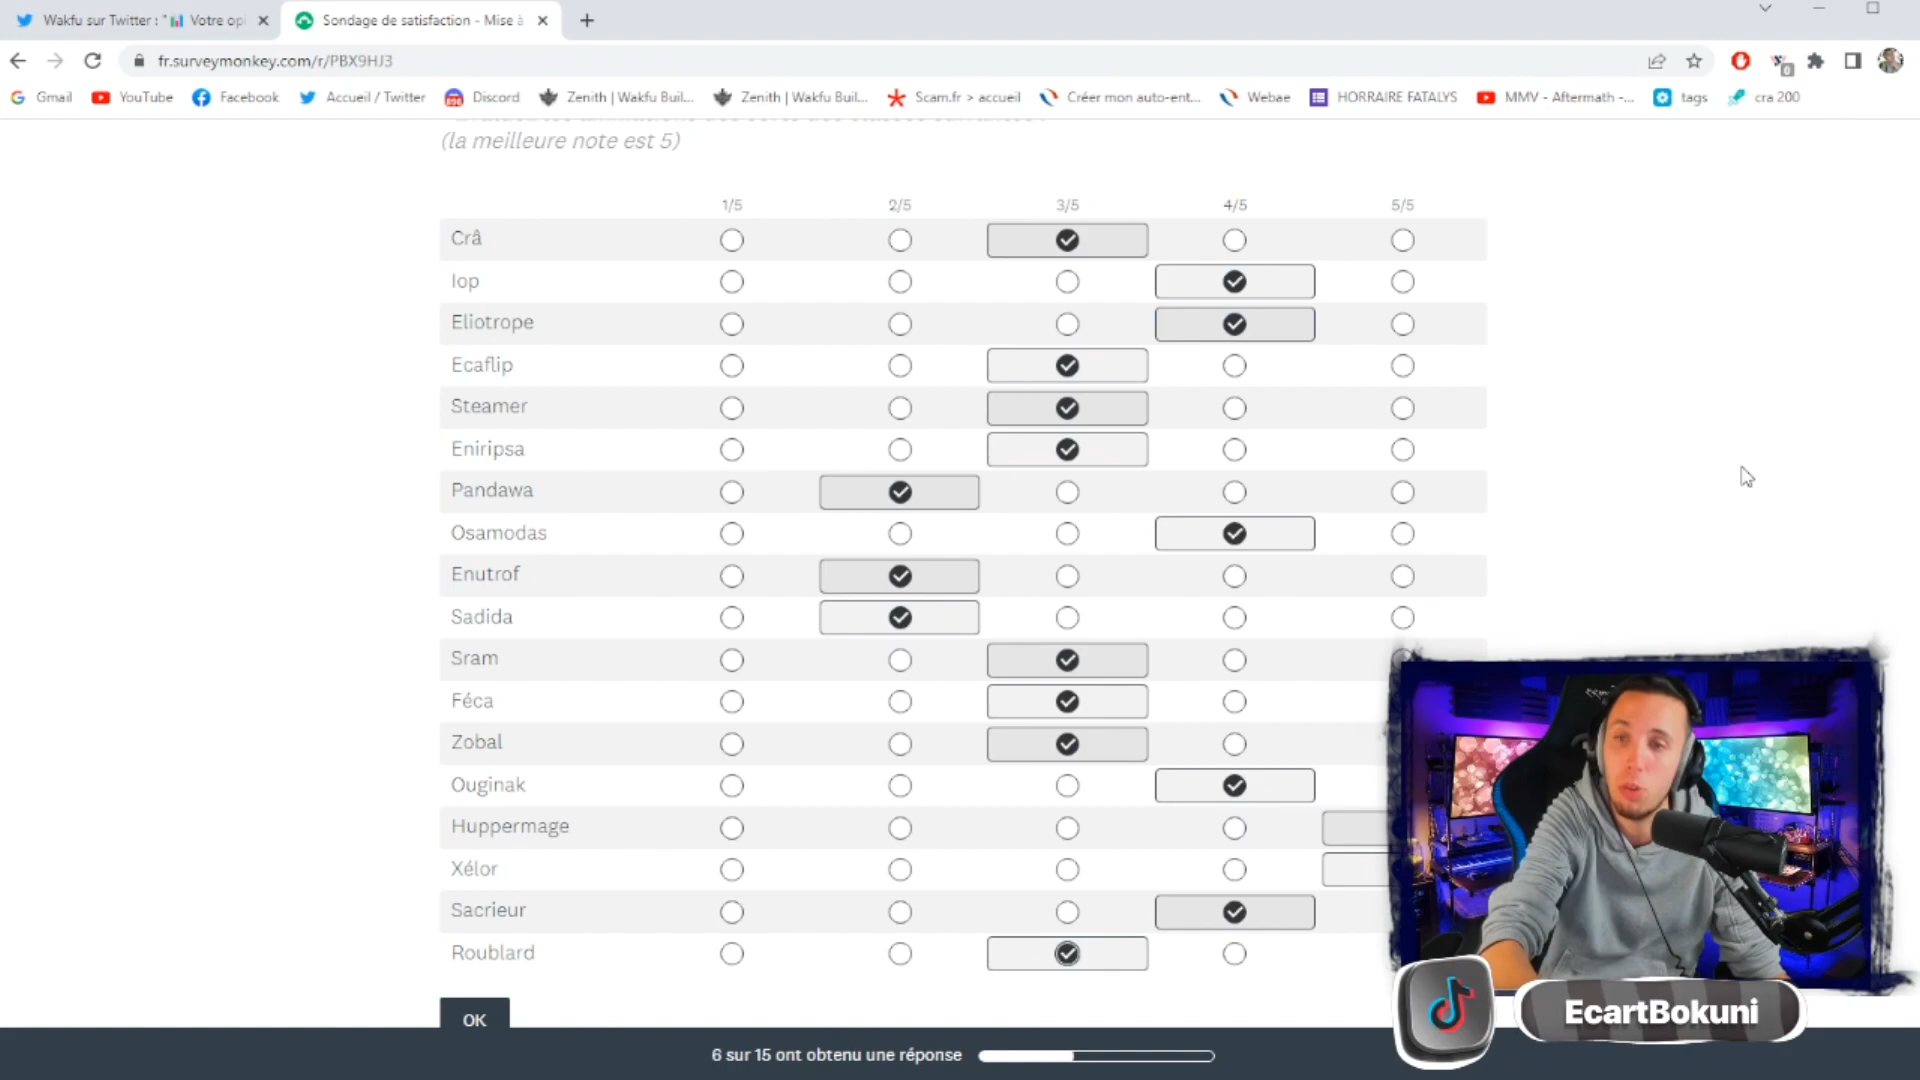 Wakfu sur Twitter : "📊 Votre opi
Sondage de satisfaction - Mise à
fr.surveymonkey.com/r/PBX9HJ3
Gmail
YouTube
Facebook
Accueil / Twitter
Discord
Zenith | Wakfu Buil...
Zenith | Wakfu Buil...
Scam.fr > accueil
Créer mon auto-ent...
Webae
HORRAIRE FATALYS
MMV - Aftermath -...
tags
cra 200
(la meilleure note est 5)
1/5 2/5 3/5 4/5 5/5
Crâ
Iop
Eliotrope
Ecaflip
Steamer
Eniripsa
Pandawa
Osamodas
Enutrof
Sadida
Sram
Féca
Zobal
Ouginak
Huppermage
Xélor
Sacrieur
Roublard
OK
6 sur 15 ont obtenu une réponse
EcartBokuni